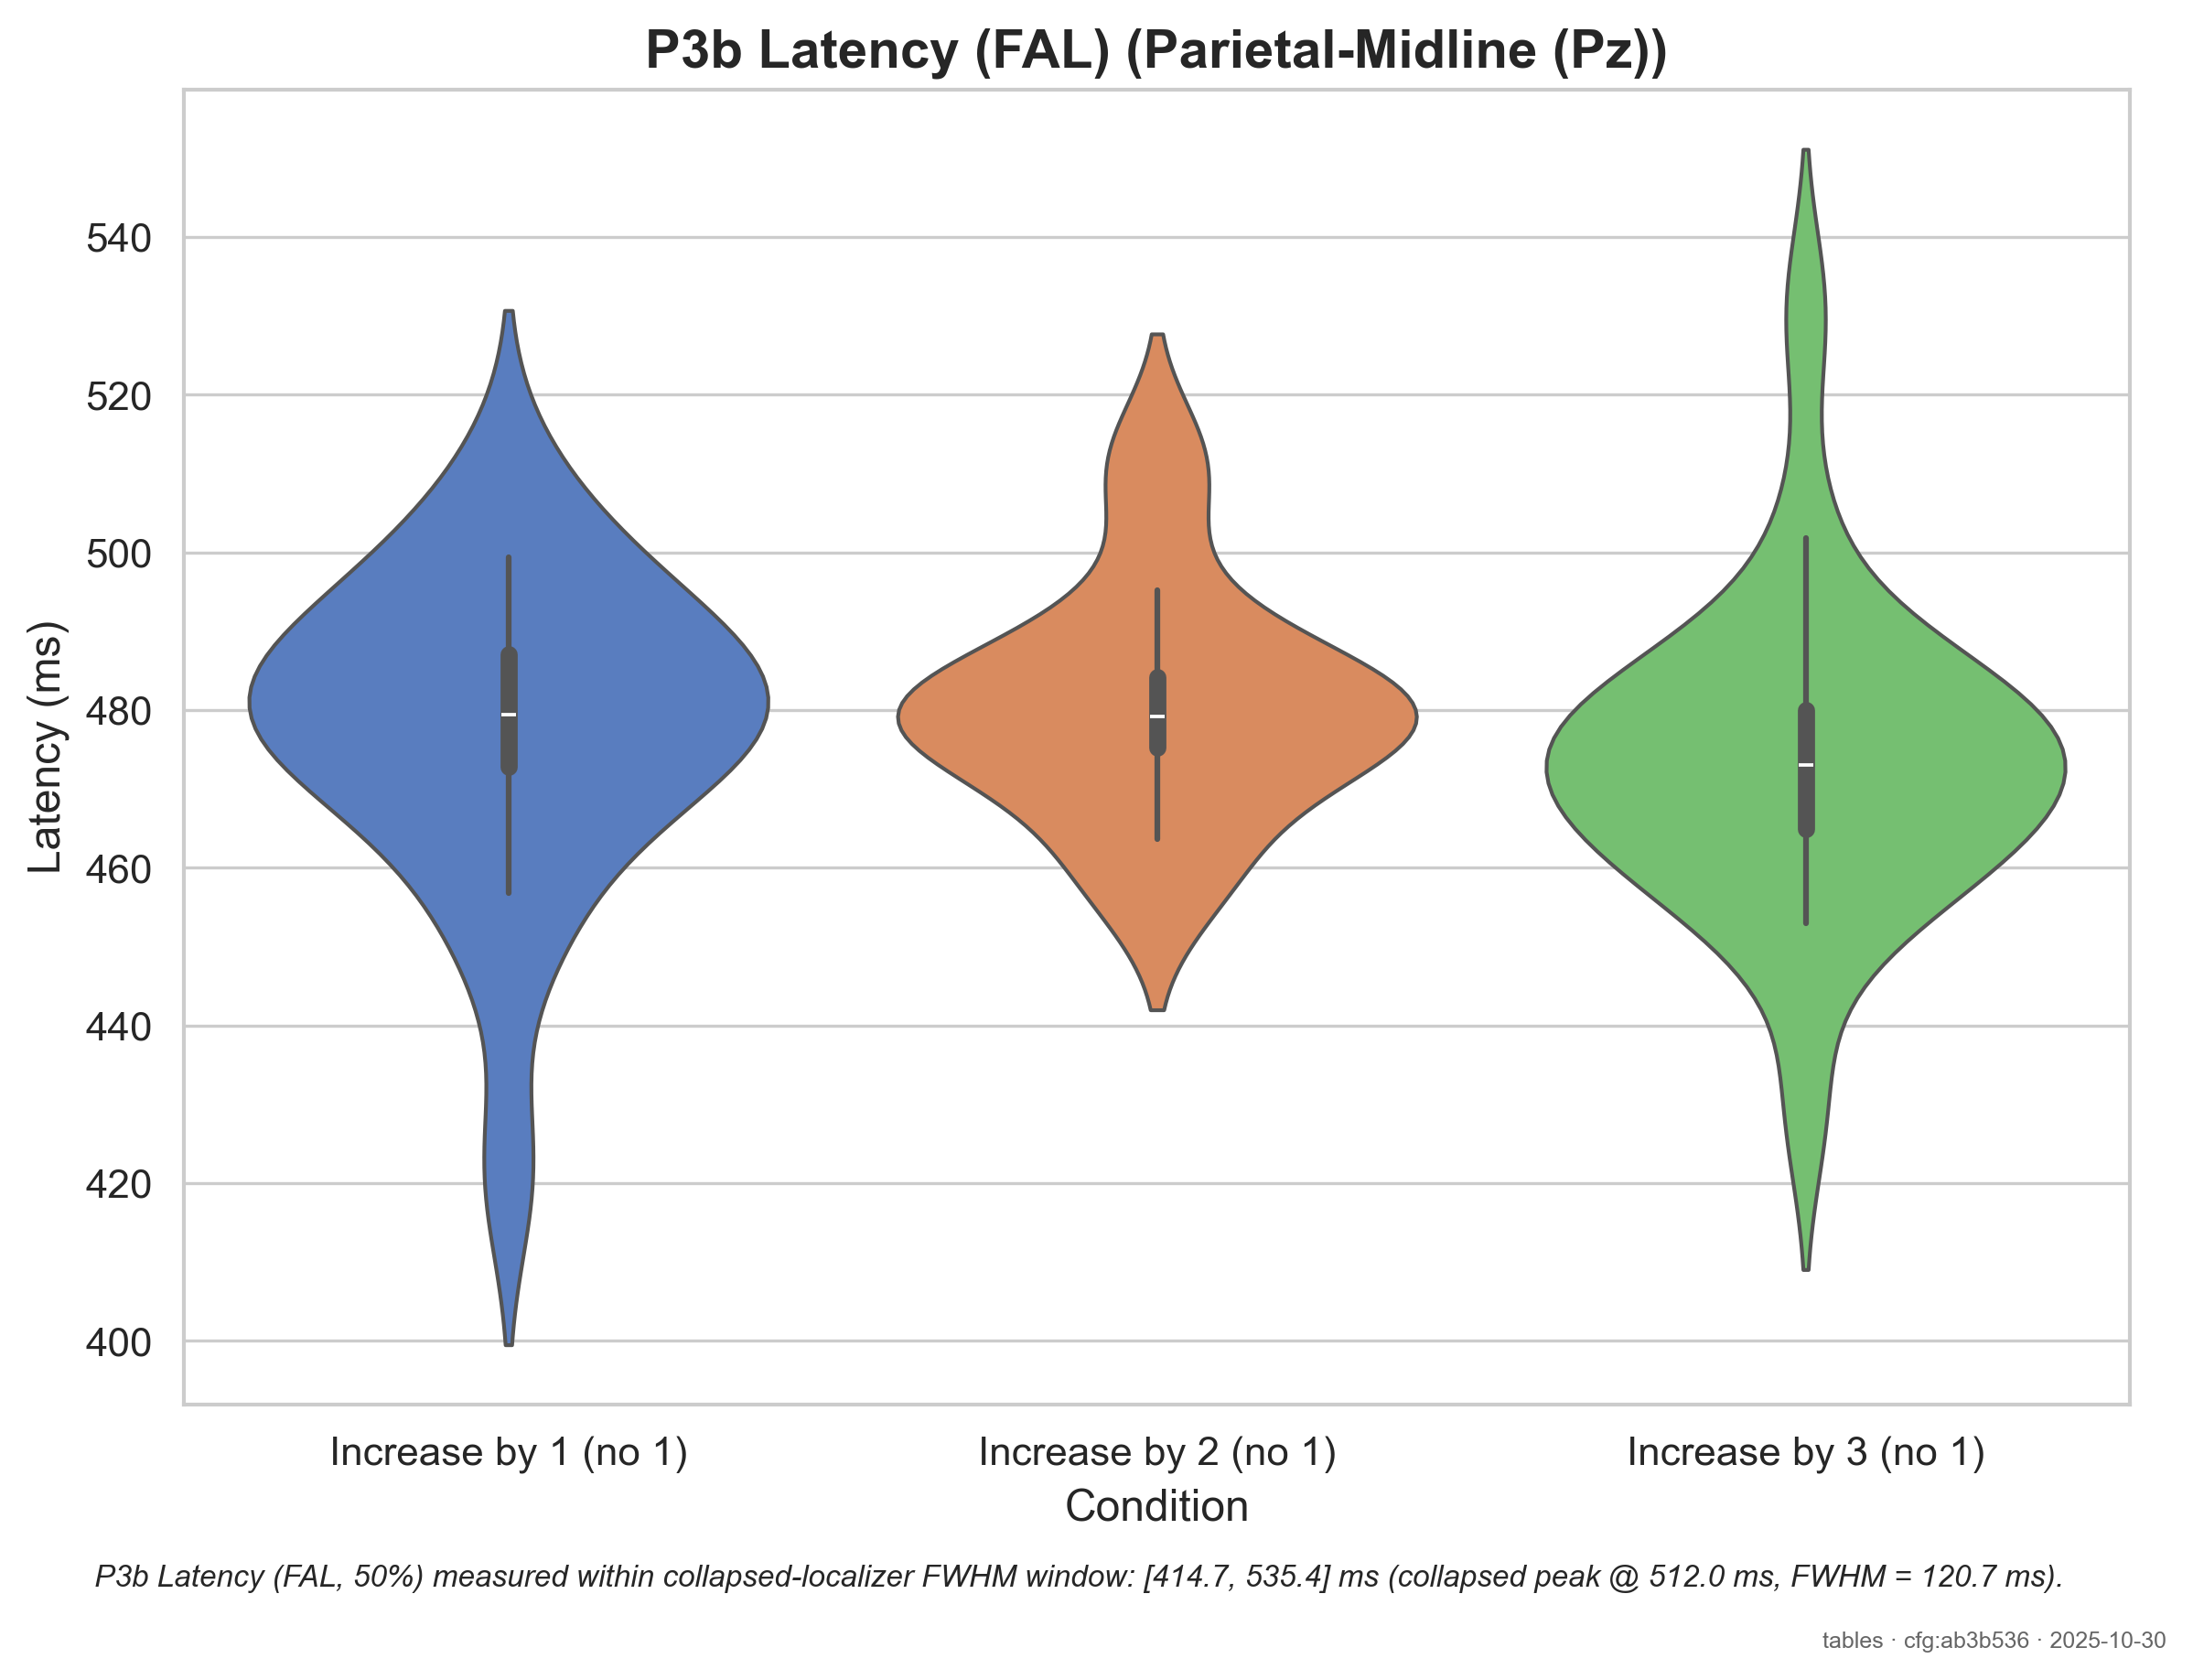 P3b Latency (FAL) (Parietal-Midline (Pz))
Latency (ms)
540
520
500
480
460
440
420
400
Increase by 1 (no 1)
Increase by 2 (no 1)
Increase by 3 (no 1)
Condition
P3b Latency (FAL, 50%) measured within collapsed-localizer FWHM window: [414.7, 535.4] ms (collapsed peak @ 512.0 ms, FWHM = 120.7 ms).
tables · cfg:ab3b536 · 2025-10-30